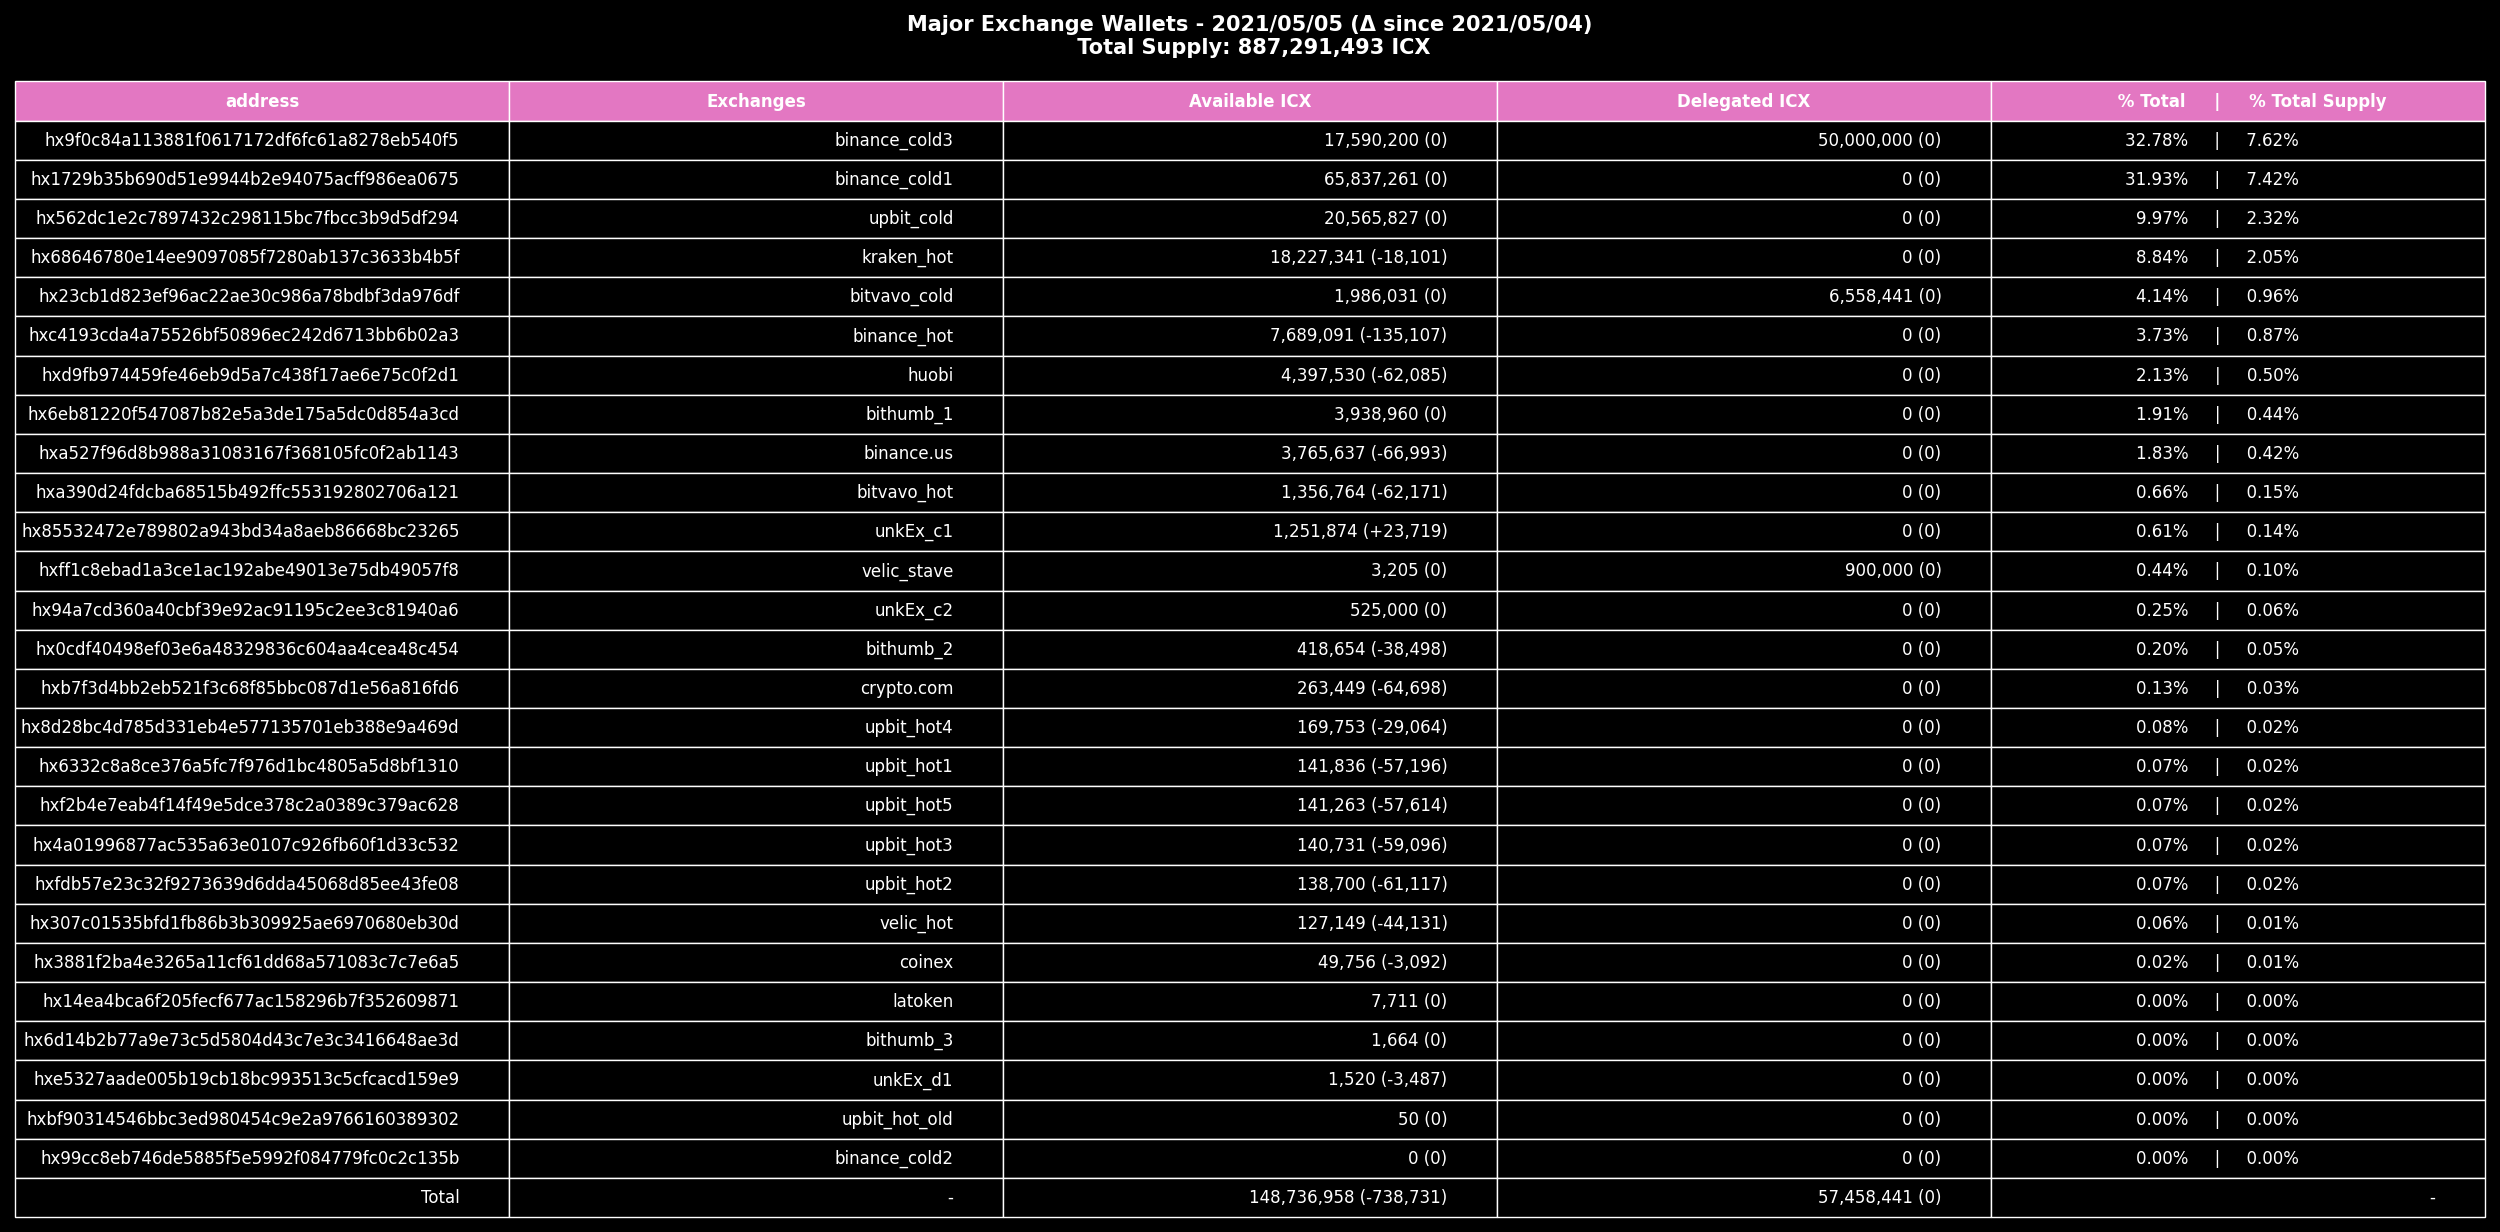 Major Exchange Wallets - 2021/05/05 (Δ since 2021/05/04)
Total Supply: 887,291,493 ICX
address Exchanges Available ICX Delegated ICX % Total | % Total Supply
hx9f0c84a113881f0617172df6fc61a8278eb540f5 binance_cold3 17,590,200 (0) 50,000,000 (0) 32.78% | 7.62%
hx1729b35b690d51e9944b2e94075acff986ea0675 binance_cold1 65,837,261 (0) 0 (0) 31.93% | 7.42%
hx562dc1e2c7897432c298115bc7fbcc3b9d5df294 upbit_cold 20,565,827 (0) 0 (0) 9.97% | 2.32%
hx68646780e14ee9097085f7280ab137c3633b4b5f kraken_hot 18,227,341 (-18,101) 0 (0) 8.84% | 2.05%
hx23cb1d823ef96ac22ae30c986a78bdbf3da976df bitvavo_cold 1,986,031 (0) 6,558,441 (0) 4.14% | 0.96%
hxc4193cda4a75526bf50896ec242d6713bb6b02a3 binance_hot 7,689,091 (-135,107) 0 (0) 3.73% | 0.87%
hxd9fb974459fe46eb9d5a7c438f17ae6e75c0f2d1 huobi 4,397,530 (-62,085) 0 (0) 2.13% | 0.50%
hx6eb81220f547087b82e5a3de175a5dc0d854a3cd bithumb_1 3,938,960 (0) 0 (0) 1.91% | 0.44%
hxa527f96d8b988a31083167f368105fc0f2ab1143 binance.us 3,765,637 (-66,993) 0 (0) 1.83% | 0.42%
hxa390d24fdcba68515b492ffc553192802706a121 bitvavo_hot 1,356,764 (-62,171) 0 (0) 0.66% | 0.15%
hx85532472e789802a943bd34a8aeb86668bc23265 unkEx_c1 1,251,874 (+23,719) 0 (0) 0.61% | 0.14%
hxff1c8ebad1a3ce1ac192abe49013e75db49057f8 velic_stave 3,205 (0) 900,000 (0) 0.44% | 0.10%
hx94a7cd360a40cbf39e92ac91195c2ee3c81940a6 unkEx_c2 525,000 (0) 0 (0) 0.25% | 0.06%
hx0cdf40498ef03e6a48329836c604aa4cea48c454 bithumb_2 418,654 (-38,498) 0 (0) 0.20% | 0.05%
hxb7f3d4bb2eb521f3c68f85bbc087d1e56a816fd6 crypto.com 263,449 (-64,698) 0 (0) 0.13% | 0.03%
hx8d28bc4d785d331eb4e577135701eb388e9a469d upbit_hot4 169,753 (-29,064) 0 (0) 0.08% | 0.02%
hx6332c8a8ce376a5fc7f976d1bc4805a5d8bf1310 upbit_hot1 141,836 (-57,196) 0 (0) 0.07% | 0.02%
hxf2b4e7eab4f14f49e5dce378c2a0389c379ac628 upbit_hot5 141,263 (-57,614) 0 (0) 0.07% | 0.02%
hx4a01996877ac535a63e0107c926fb60f1d33c532 upbit_hot3 140,731 (-59,096) 0 (0) 0.07% | 0.02%
hxfdb57e23c32f9273639d6dda45068d85ee43fe08 upbit_hot2 138,700 (-61,117) 0 (0) 0.07% | 0.02%
hx307c01535bfd1fb86b3b309925ae6970680eb30d velic_hot 127,149 (-44,131) 0 (0) 0.06% | 0.01%
hx3881f2ba4e3265a11cf61dd68a571083c7c7e6a5 coinex 49,756 (-3,092) 0 (0) 0.02% | 0.01%
hx14ea4bca6f205fecf677ac158296b7f352609871 latoken 7,711 (0) 0 (0) 0.00% | 0.00%
hx6d14b2b77a9e73c5d5804d43c7e3c3416648ae3d bithumb_3 1,664 (0) 0 (0) 0.00% | 0.00%
hxe5327aade005b19cb18bc993513c5cfcacd159e9 unkEx_d1 1,520 (-3,487) 0 (0) 0.00% | 0.00%
hxbf90314546bbc3ed980454c9e2a9766160389302 upbit_hot_old 50 (0) 0 (0) 0.00% | 0.00%
hx99cc8eb746de5885f5e5992f084779fc0c2c135b binance_cold2 0 (0) 0 (0) 0.00% | 0.00%
Total - 148,736,958 (-738,731) 57,458,441 (0) -